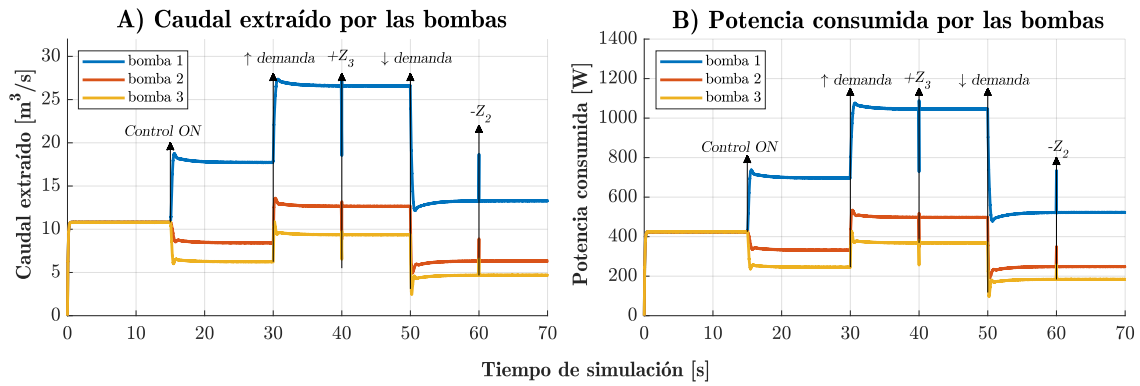 A) Caudal extraído por las bombas
Caudal extraído [m³/s]
30
25
20
15
10
5
0
bomba 1
bomba 2
bomba 3
Control ON
↑ demanda
+Z₃
↓ demanda
-Z₂
0 10 20 30 40 50 60 70
B) Potencia consumida por las bombas
Potencia consumida [W]
1400
1200
1000
800
600
400
200
0
bomba 1
bomba 2
bomba 3
Control ON
↑ demanda
+Z₃
↓ demanda
-Z₂
0 10 20 30 40 50 60 70
Tiempo de simulación [s]